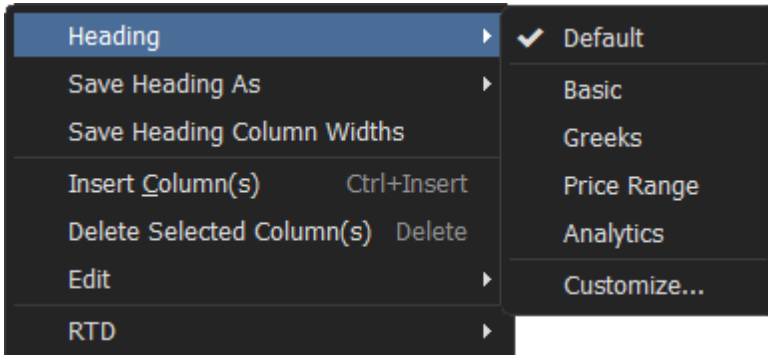 Heading
Save Heading As
Save Heading Column Widths
Insert Column(s) Ctrl+Insert
Delete Selected Column(s) Delete
Edit
RTD
Default
Basic
Greeks
Price Range
Analytics
Customize...